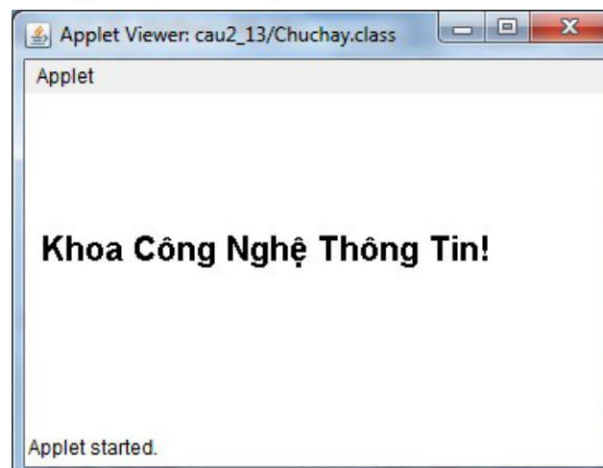 Applet Viewer: cau2_13/Chuchay.class
Applet
Khoa Công Nghệ Thông Tin!
Applet started.